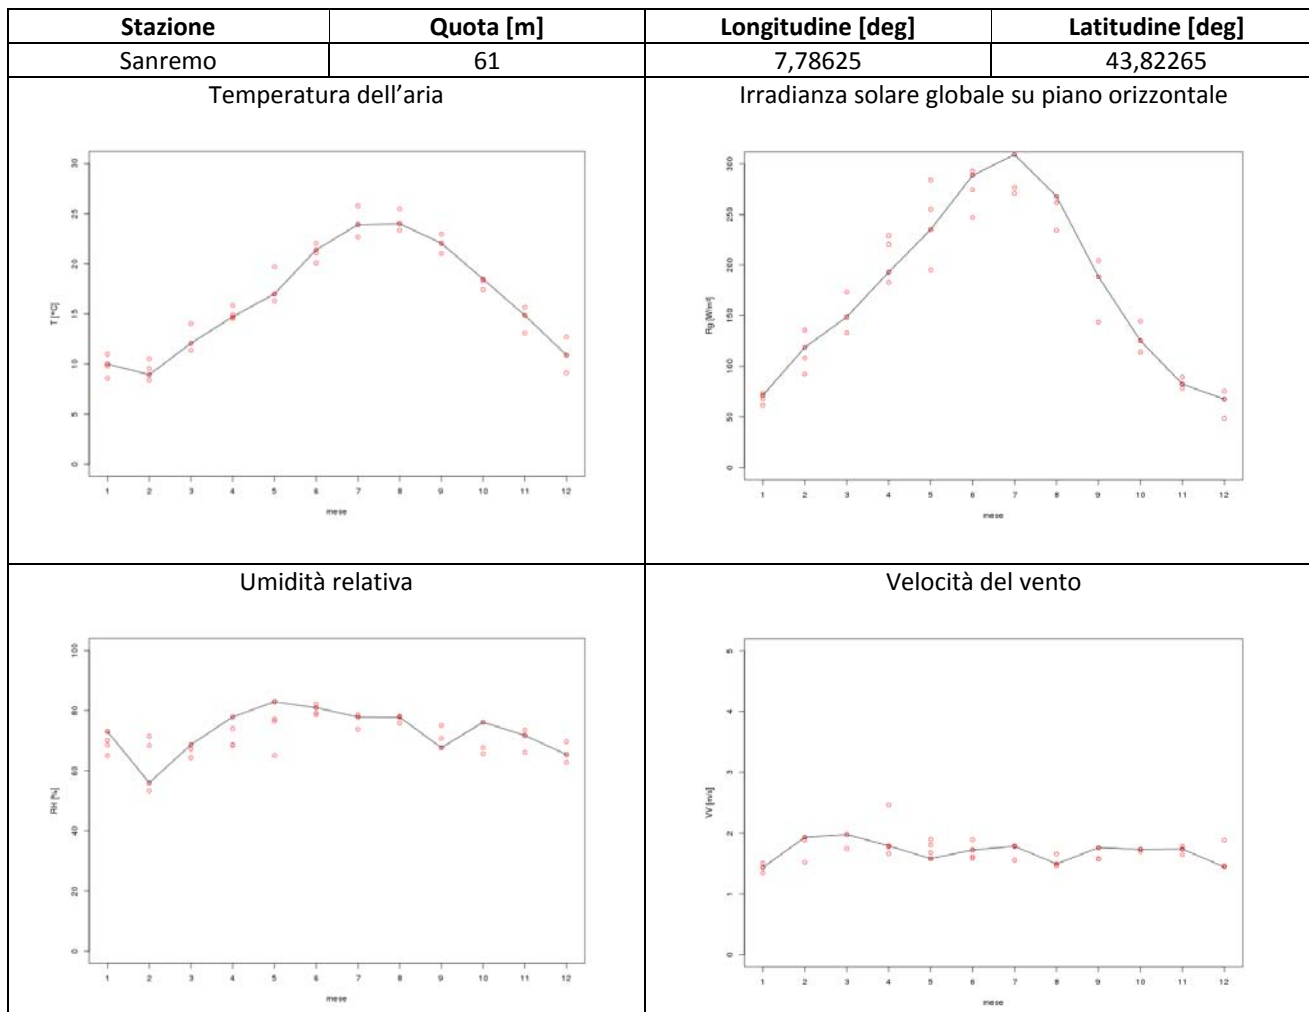 Stazione Quota [m] Longitudine [deg] Latitudine [deg]
Sanremo 61 7,78625 43,82265
Temperatura dell’aria
30
25
20
15
10
5
0
T [°C]
1 2 3 4 5 6 7 8 9 10 11 12
mese
Irradianza solare globale su piano orizzontale
300
250
200
150
100
50
0
Rg [W/m²]
1 2 3 4 5 6 7 8 9 10 11 12
mese
Umidità relativa
100
80
60
40
20
0
RH [%]
1 2 3 4 5 6 7 8 9 10 11 12
mese
Velocità del vento
5
4
3
2
1
0
VV [m/s]
1 2 3 4 5 6 7 8 9 10 11 12
mese